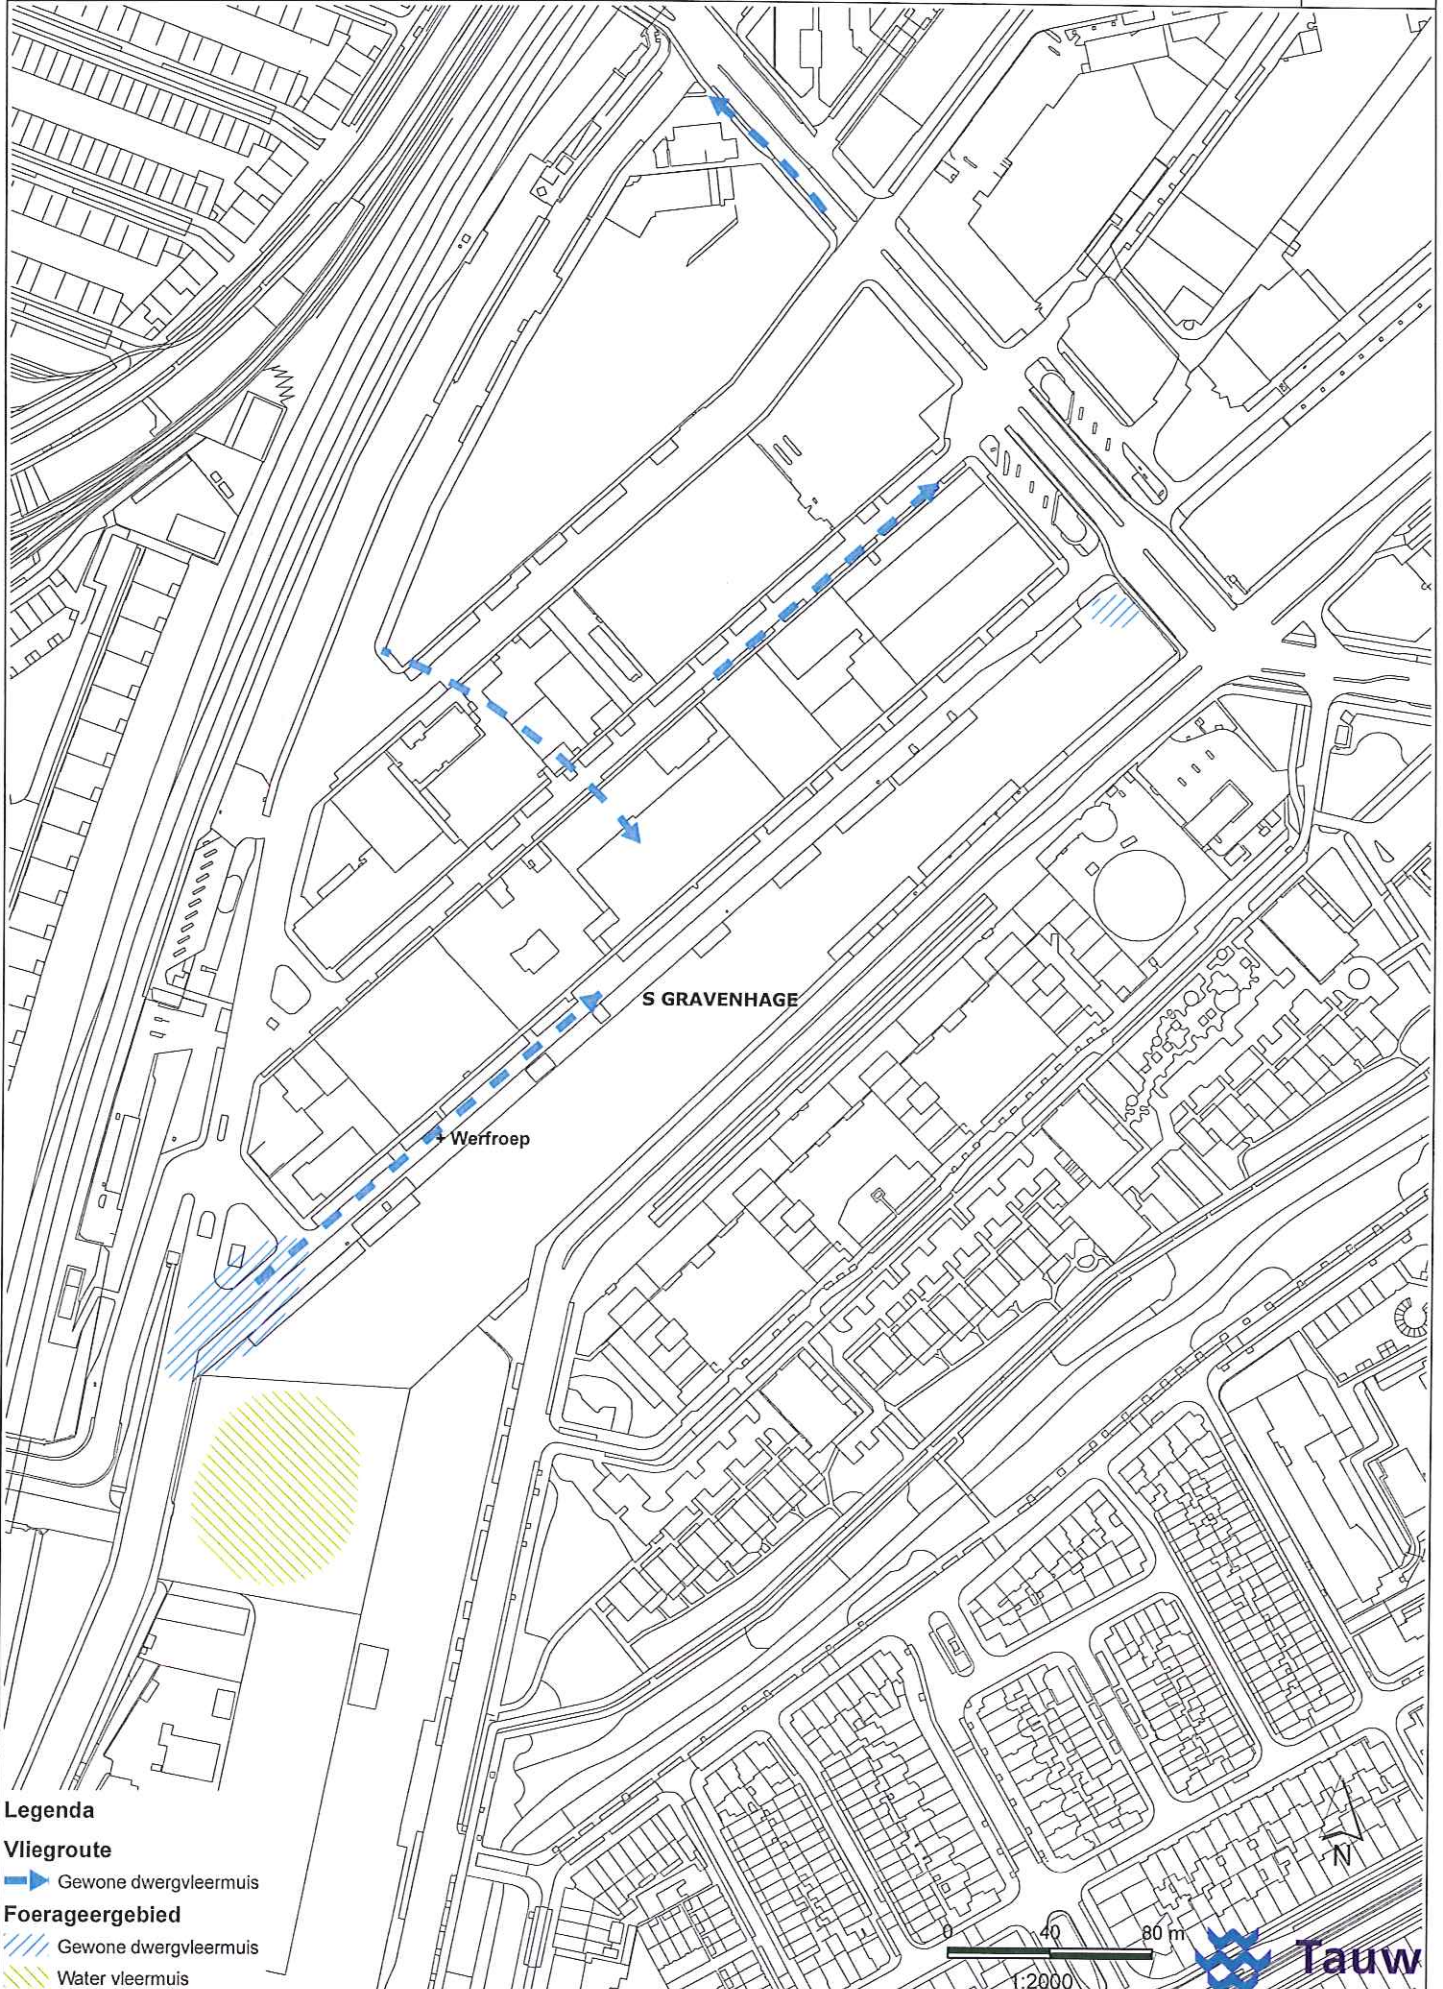 S GRAVENHAGE
+ Werfroep
Legenda
Vliegroute
Gewone dwergvleermuis
Foerageergebied
Gewone dwergvleermuis
Water vleermuis
N
0 40 80 m
1:2000
Tauw